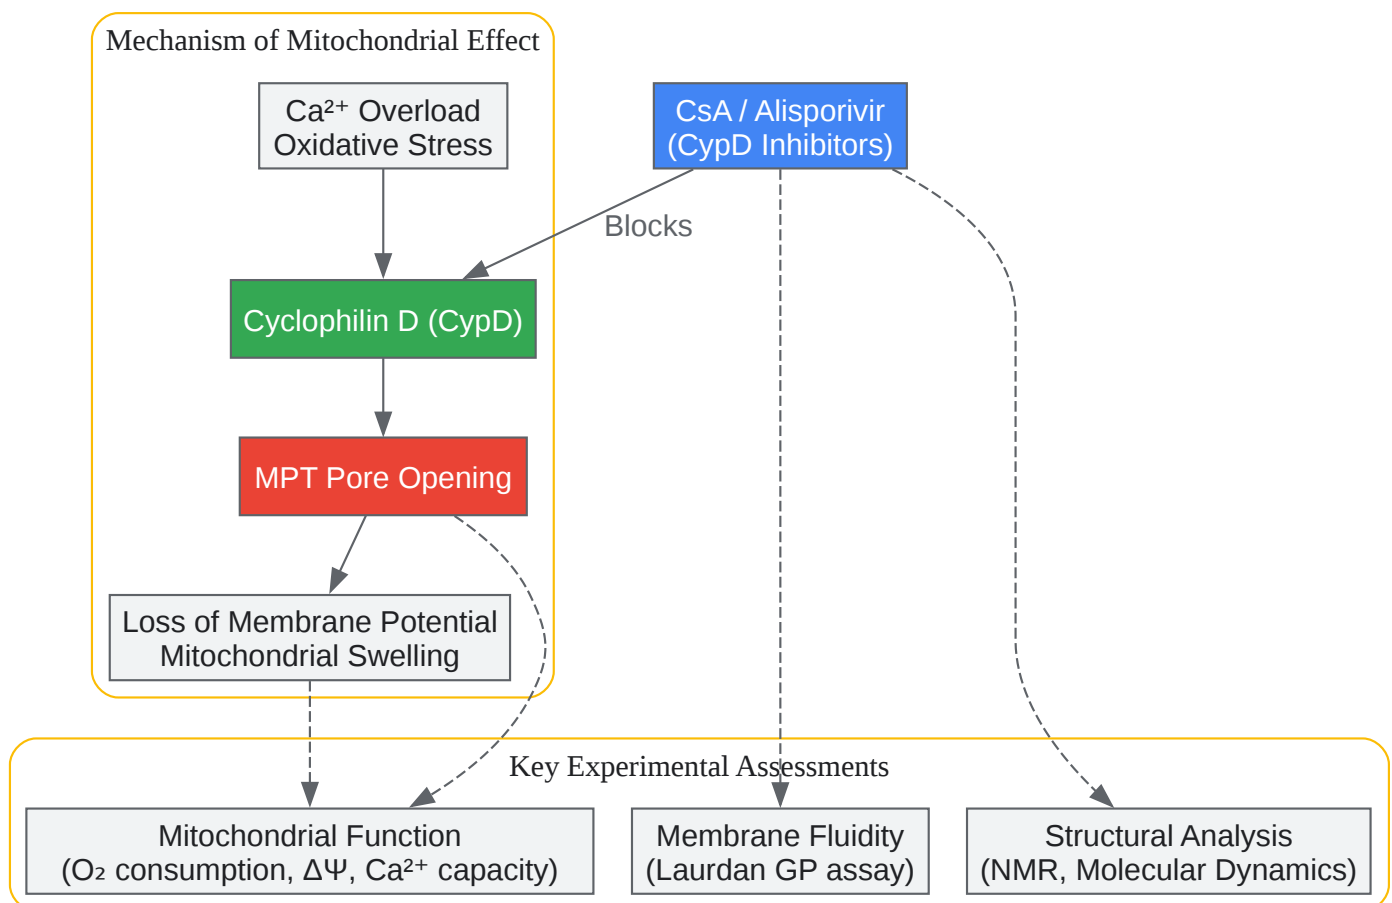 Mechanism of Mitochondrial Effect
Ca²⁺ Overload
Oxidative Stress
CsA / Alisporivir
(CypD Inhibitors)
Blocks
Cyclophilin D (CypD)
MPT Pore Opening
Loss of Membrane Potential
Mitochondrial Swelling
Key Experimental Assessments
Mitochondrial Function
(O₂ consumption, ΔΨ, Ca²⁺ capacity)
Membrane Fluidity
(Laurdan GP assay)
Structural Analysis
(NMR, Molecular Dynamics)